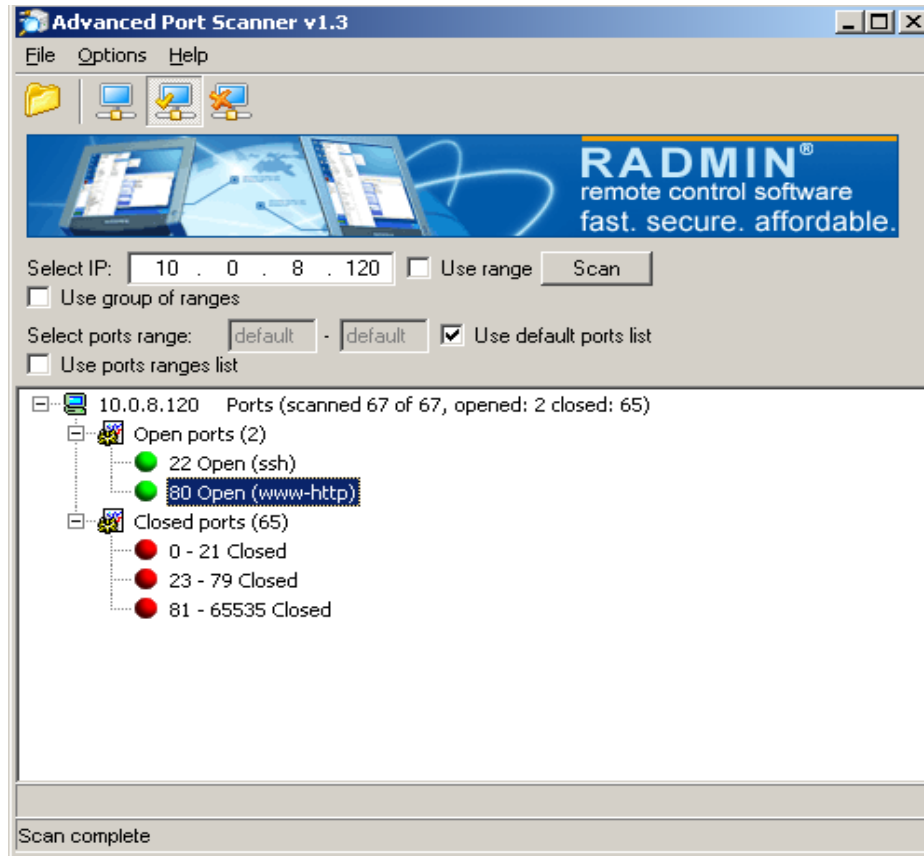 Advanced Port Scanner v1.3
File Options Help
RADMIN®
remote control software
fast. secure. affordable.
Select IP: 10 . 0 . 8 . 120 Use range Scan
Use group of ranges
Select ports range: default - default Use default ports list
Use ports ranges list
10.0.8.120 Ports (scanned 67 of 67, opened: 2 closed: 65)
Open ports (2)
22 Open (ssh)
80 Open (www-http)
Closed ports (65)
0 - 21 Closed
23 - 79 Closed
81 - 65535 Closed
Scan complete